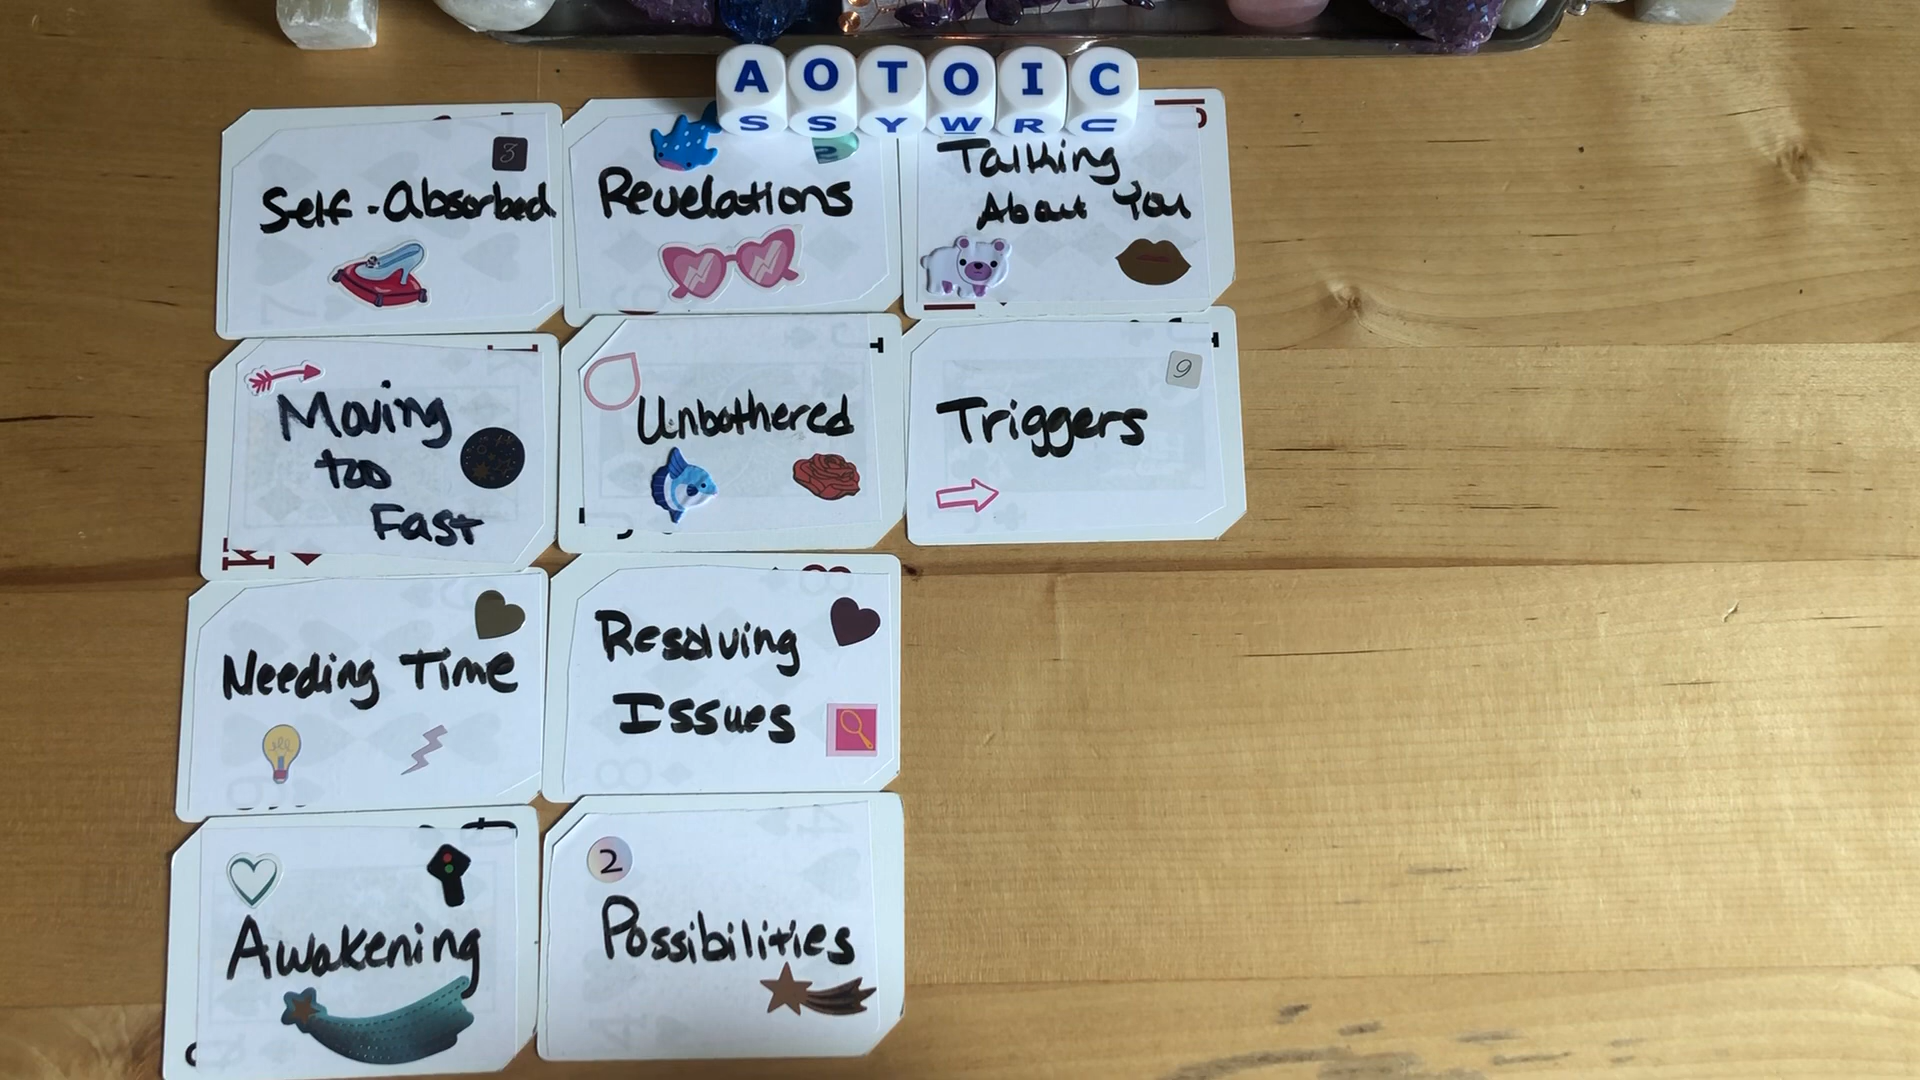 A O T O I C
S S Y W R C
3
Self-Absorbed
Revelations
Talking
About You
Moving
too
Fast
K
Unbothered
9
Triggers
Needing Time
Resolving
Issues
Awakening
2
Possibilities